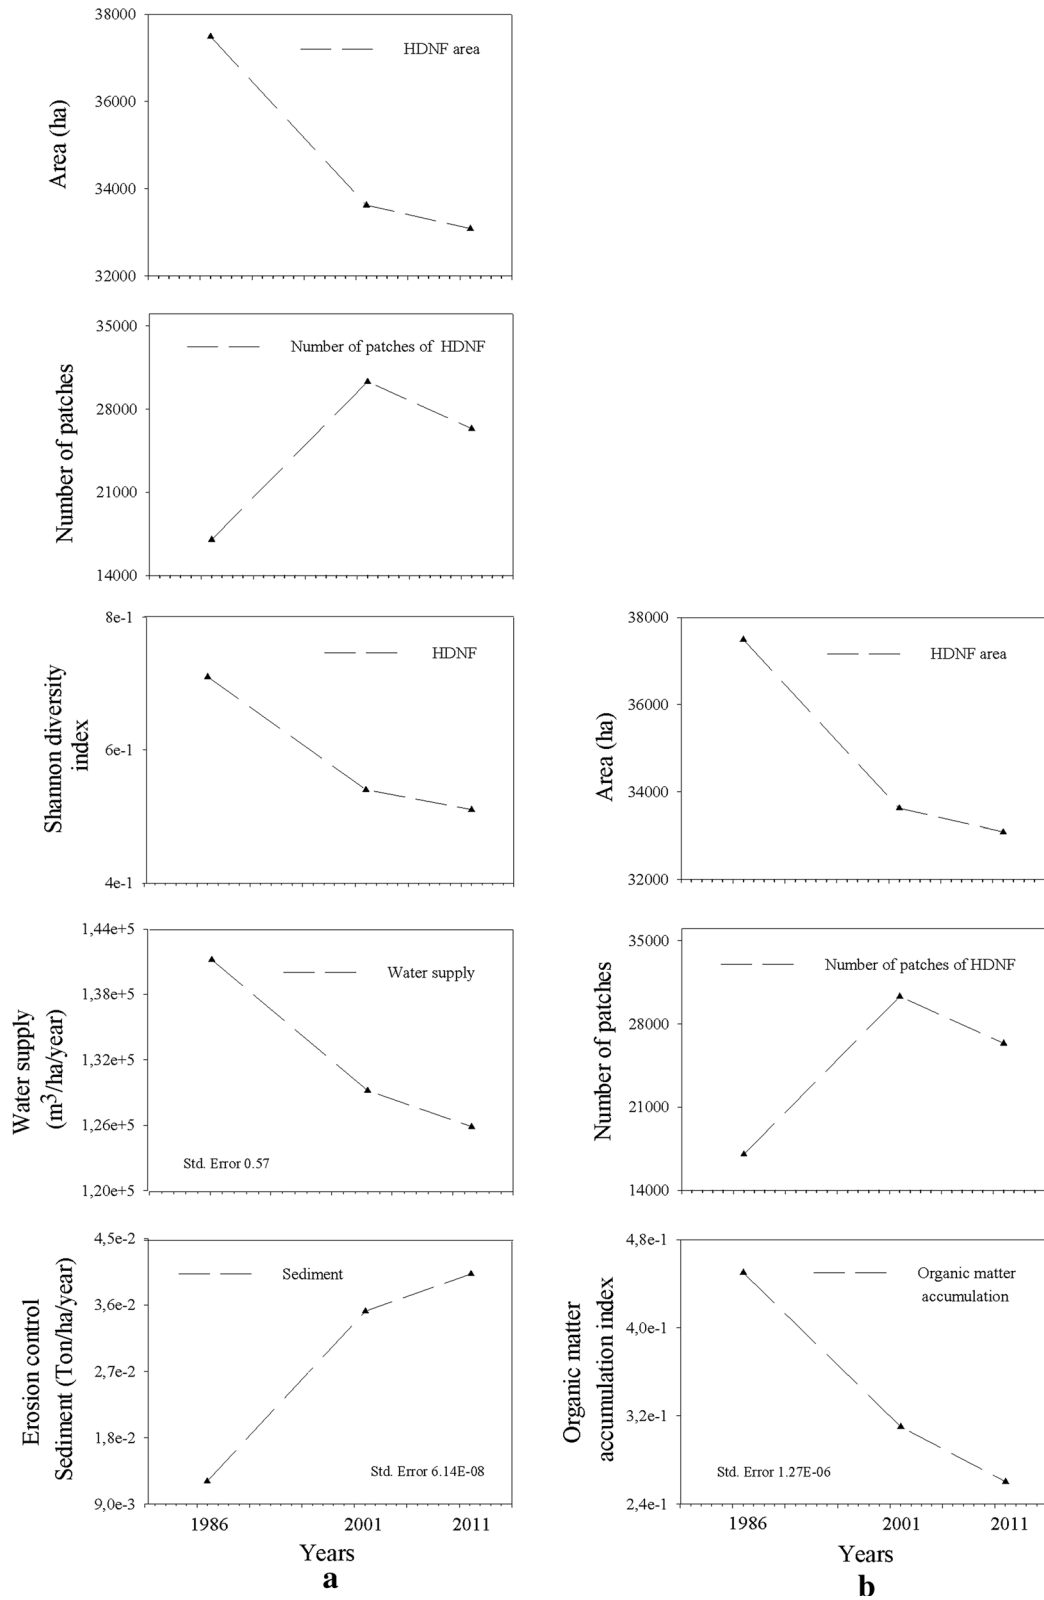 38000
36000
34000
32000
Area (ha)
HDNF area
35000
28000
21000
14000
Number of patches
Number of patches of HDNF
8e-1
6e-1
4e-1
Shannon diversity
index
HDNF
1,44e+5
1,38e+5
1,32e+5
1,26e+5
1,20e+5
Water supply
(m3/ha/year)
Water supply
Std. Error 0.57
4,5e-2
3,6e-2
2,7e-2
1,8e-2
9,0e-3
Erosion control
Sediment (Ton/ha/year)
Sediment
Std. Error 6.14E-08
1986
2001
2011
Years
a
38000
36000
34000
32000
Area (ha)
HDNF area
35000
28000
21000
14000
Number of patches
Number of patches of HDNF
4,8e-1
4,0e-1
3,2e-1
2,4e-1
Organic matter
accumulation index
Organic matter
accumulation
Std. Error 1.27E-06
1986
2001
2011
Years
b